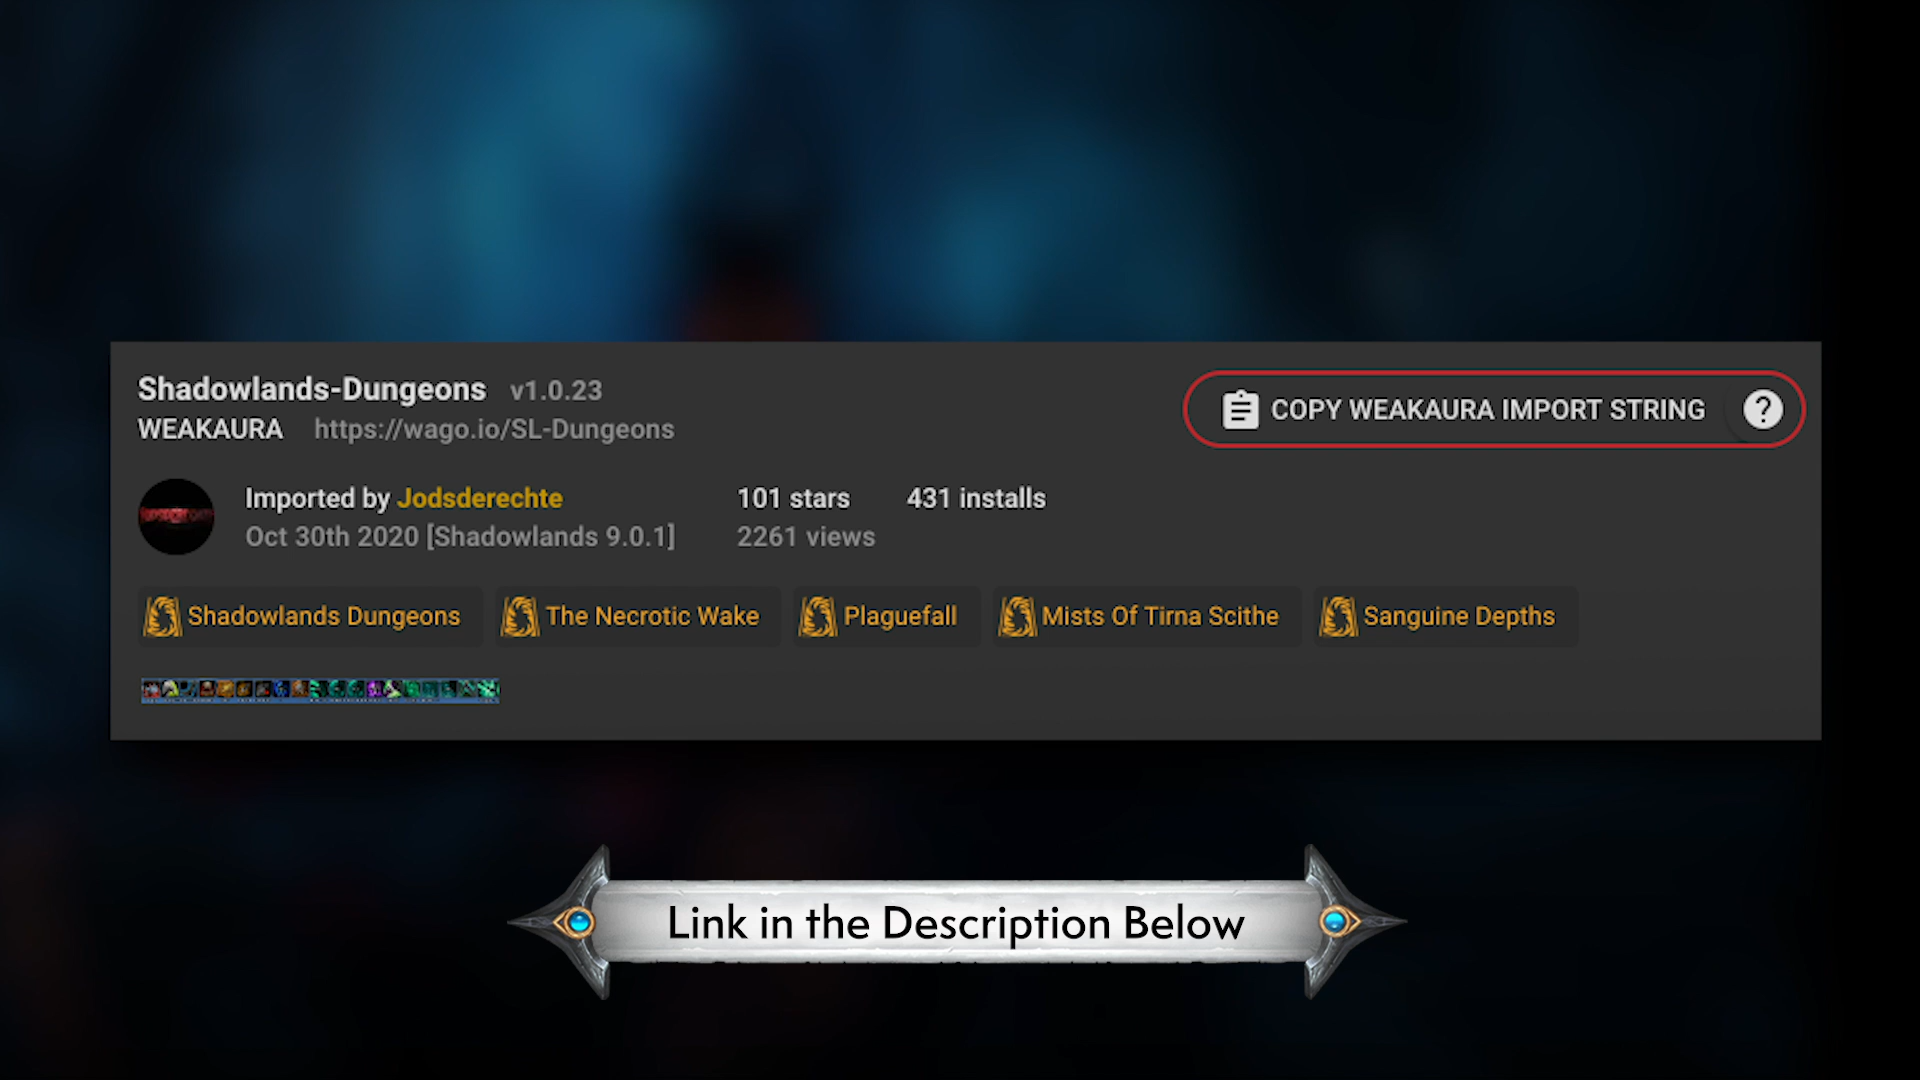 Shadowlands-Dungeons v1.0.23
WEAKAURA https://wago.io/SL-Dungeons
COPY WEAKAURA IMPORT STRING ?
Imported by Jodsderechte
Oct 30th 2020 [Shadowlands 9.0.1]
101 stars 431 installs
2261 views
Shadowlands Dungeons The Necrotic Wake Plaguefall Mists Of Tirna Scithe Sanguine Depths
Link in the Description Below